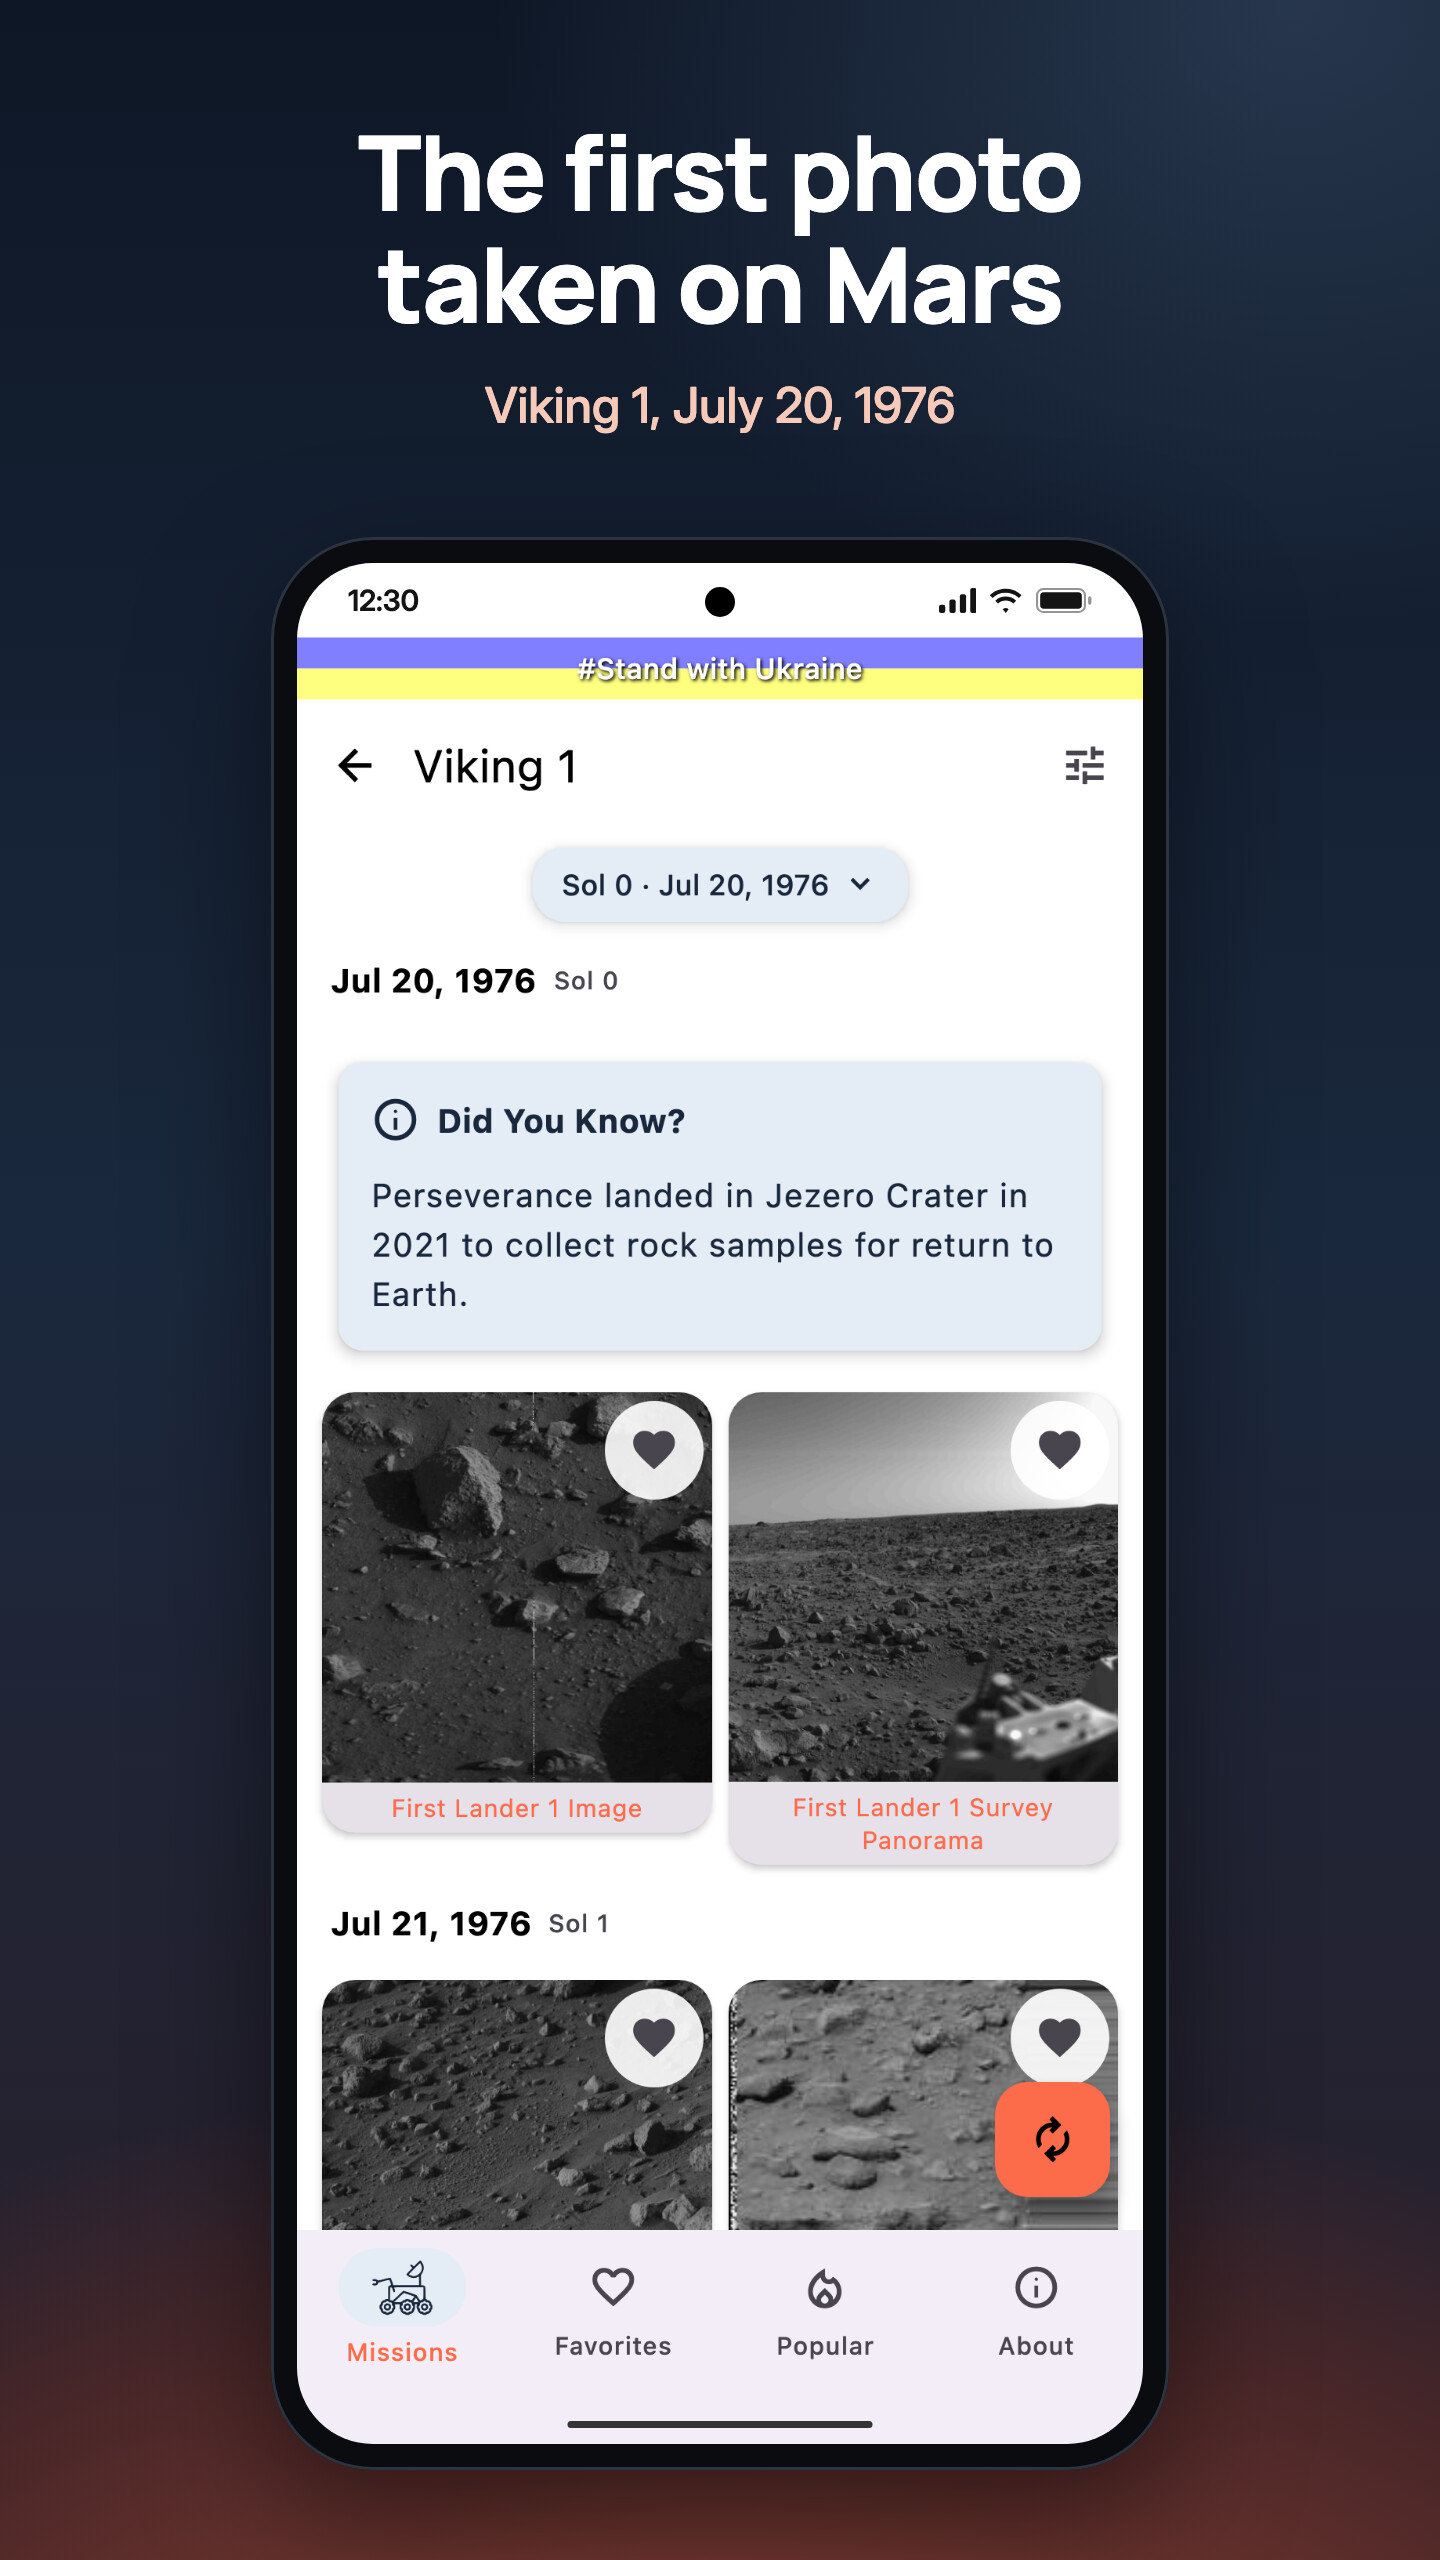 The first photo
taken on Mars
Viking 1, July 20, 1976
12:30
#Stand with Ukraine
Viking 1
Sol 0 · Jul 20, 1976
Jul 20, 1976 Sol 0
Did You Know?
Perseverance landed in Jezero Crater in
2021 to collect rock samples for return to
Earth.
First Lander 1 Image
First Lander 1 Survey
Panorama
Jul 21, 1976 Sol 1
Missions
Favorites
Popular
About